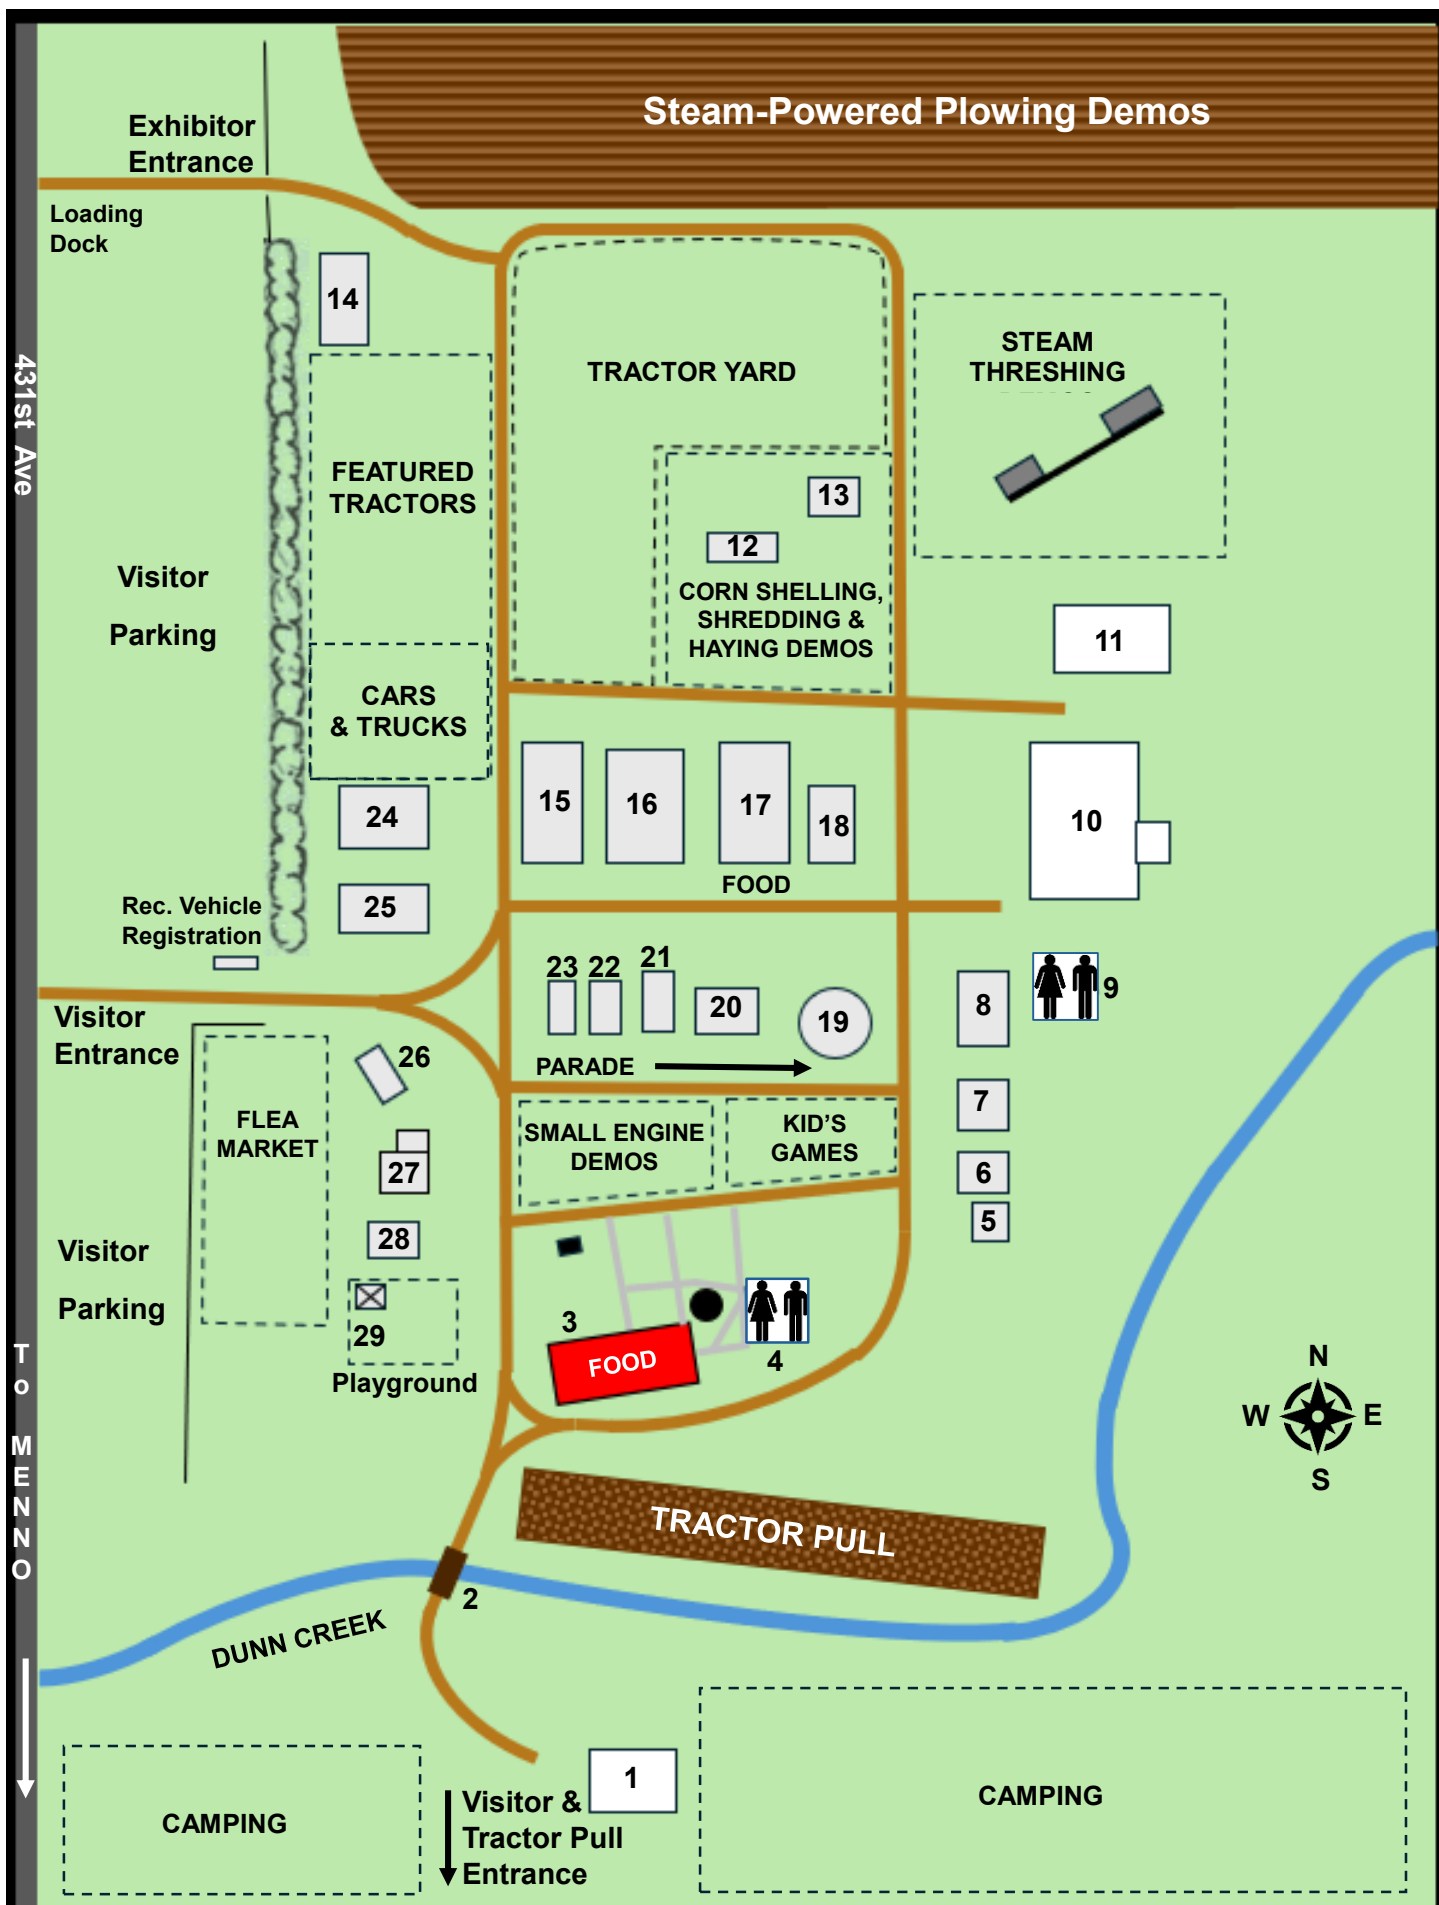 Steam-Powered Plowing Demos
Exhibitor
Entrance
Loading
Dock
14
TRACTOR YARD
STEAM
THRESHING
431st Ave
FEATURED
TRACTORS
13
12
CORN SHELLING,
SHREDDING &
HAYING DEMOS
Visitor
Parking
11
CARS
& TRUCKS
15
16
17
18
10
24
FOOD
25
Rec. Vehicle
Registration
23
22
21
20
19
8
9
Visitor
Entrance
PARADE
26
7
FLEA
MARKET
SMALL ENGINE
DEMOS
KID'S
GAMES
27
6
5
28
Visitor
Parking
3
29
FOOD
4
Playground
To MENNO
N
W
E
S
TRACTOR PULL
2
DUNN CREEK
1
Visitor &
Tractor Pull
Entrance
CAMPING
CAMPING